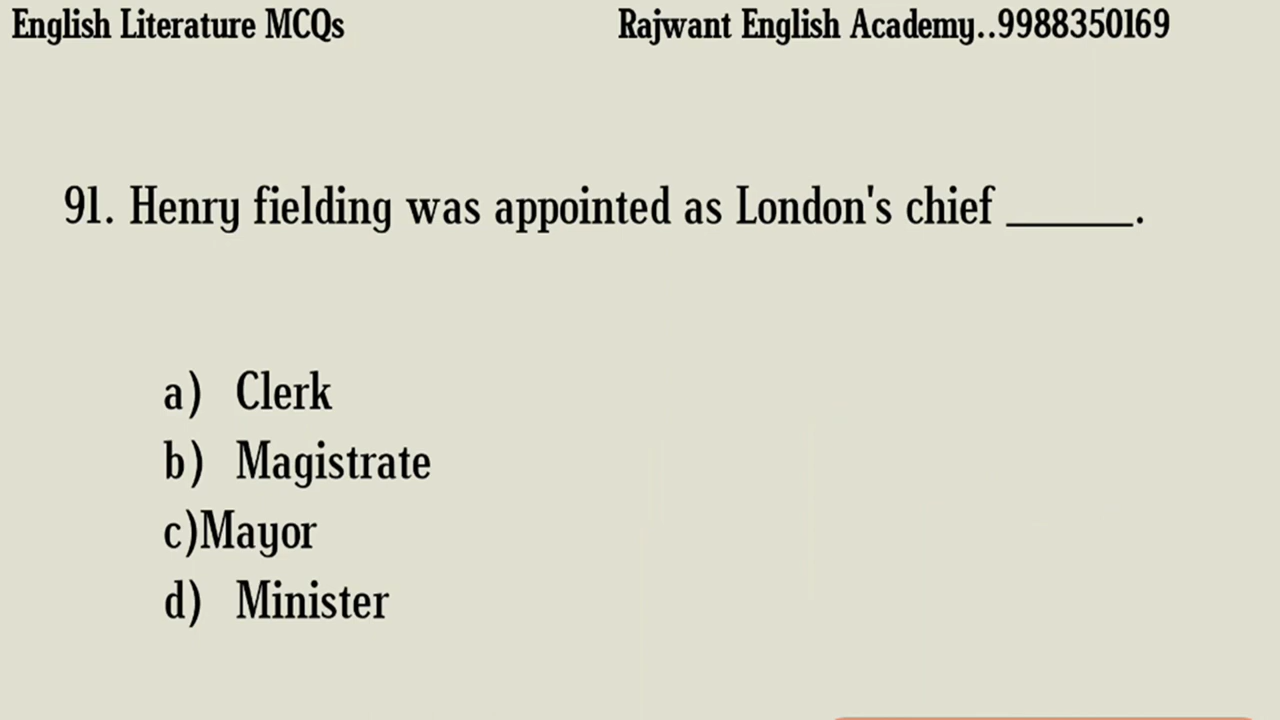 English Literature MCQs Rajwant English Academy..9988350169
91. Henry fielding was appointed as London's chief ______.
a) Clerk
b) Magistrate
c)Mayor
d) Minister